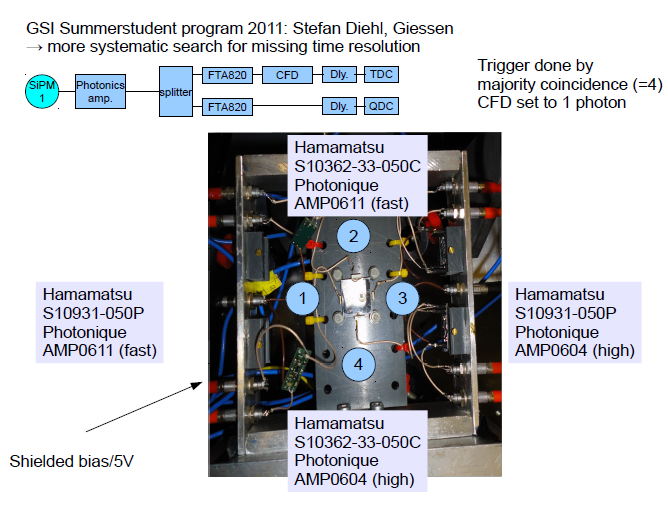 GSI Summerstudent program 2011: Stefan Diehl, Giessen
→ more systematic search for missing time resolution
SiPM
1
Photonics
amp.
splitter
FTA820
CFD
Dly.
TDC
FTA820
Dly.
QDC
Trigger done by
majority coincidence (=4)
CFD set to 1 photon
Hamamatsu
S10362-33-050C
Photonique
AMP0611 (fast)
2
Hamamatsu
S10931-050P
Photonique
AMP0611 (fast)
1
3
Hamamatsu
S10931-050P
Photonique
AMP0604 (high)
4
Hamamatsu
S10362-33-050C
Photonique
AMP0604 (high)
Shielded bias/5V